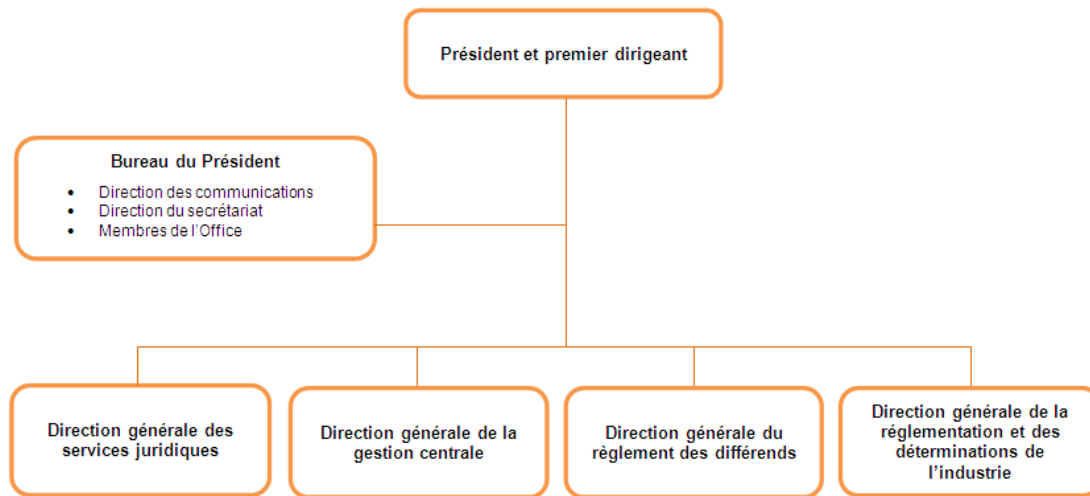 Président et premier dirigeant
Bureau du Président
• Direction des communications
• Direction du secrétariat
• Membres de l’Office
Direction générale des
services juridiques
Direction générale de la
gestion centrale
Direction générale du
règlement des différends
Direction générale de la
réglementation et des
déterminations de
l’industrie